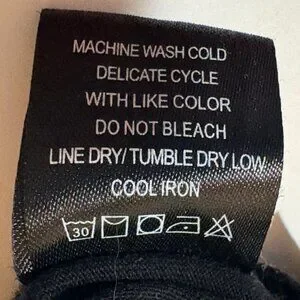 MACHINE WASH COLD
DELICATE CYCLE
WITH LIKE COLOR
DO NOT BLEACH
LINE DRY/ TUMBLE DRY LOW
COOL IRON
30